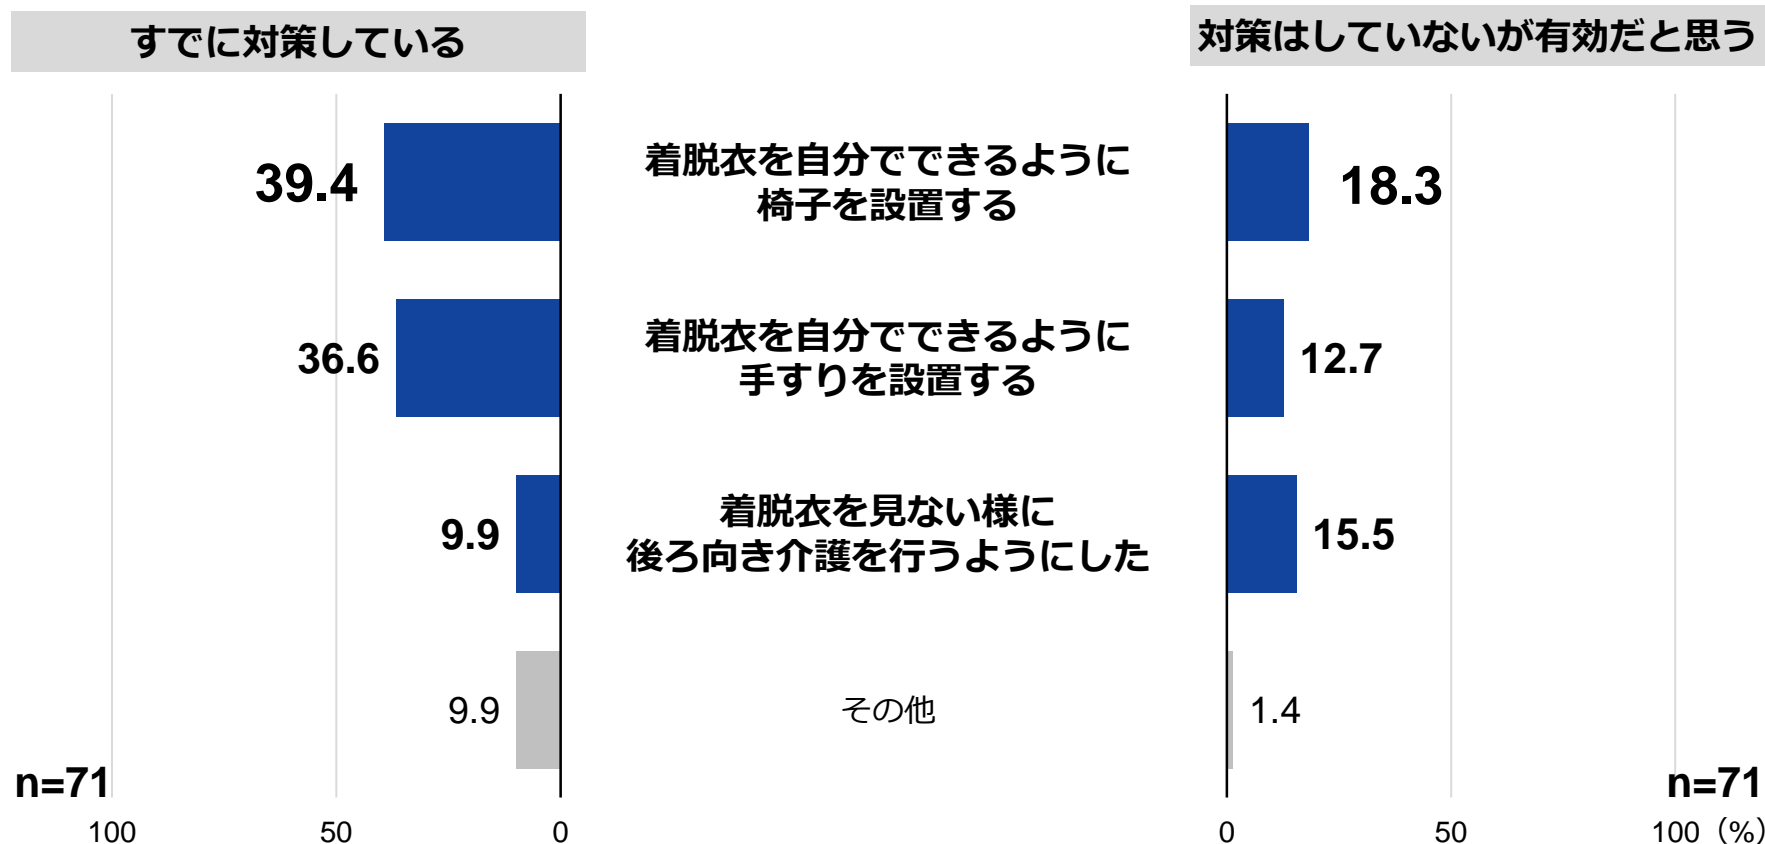 すでに対策している
対策はしていないが有効だと思う
39.4
着脱衣を自分でできるように
椅子を設置する
18.3
36.6
着脱衣を自分でできるように
手すりを設置する
12.7
9.9
着脱衣を見ない様に
後ろ向き介護を行うようにした
15.5
9.9
その他
1.4
n=71
n=71
100 50 0
0 50 100（%）